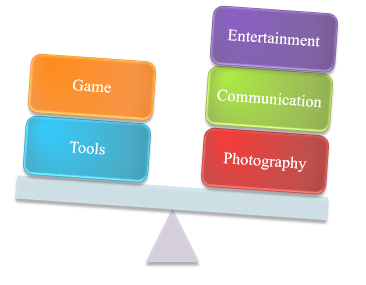 Game
Tools
Entertainment
Communication
Photography